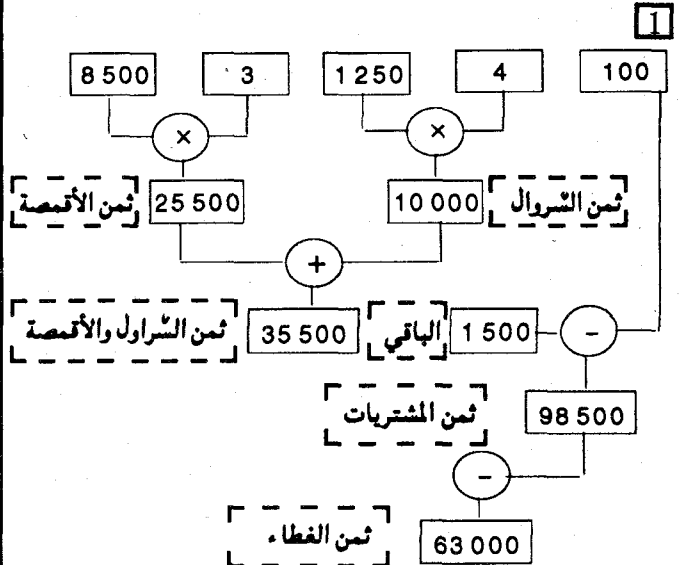 1
8 500 3 1 250 4 100
× ×
ثمن الأقمصة 25 500 10 000 ثمن السّروال
+
ثمن السّراول والأقمصة 35 500 الباقي 1 500 -
ثمن المشتريات 98 500
-
ثمن الغطاء 63 000